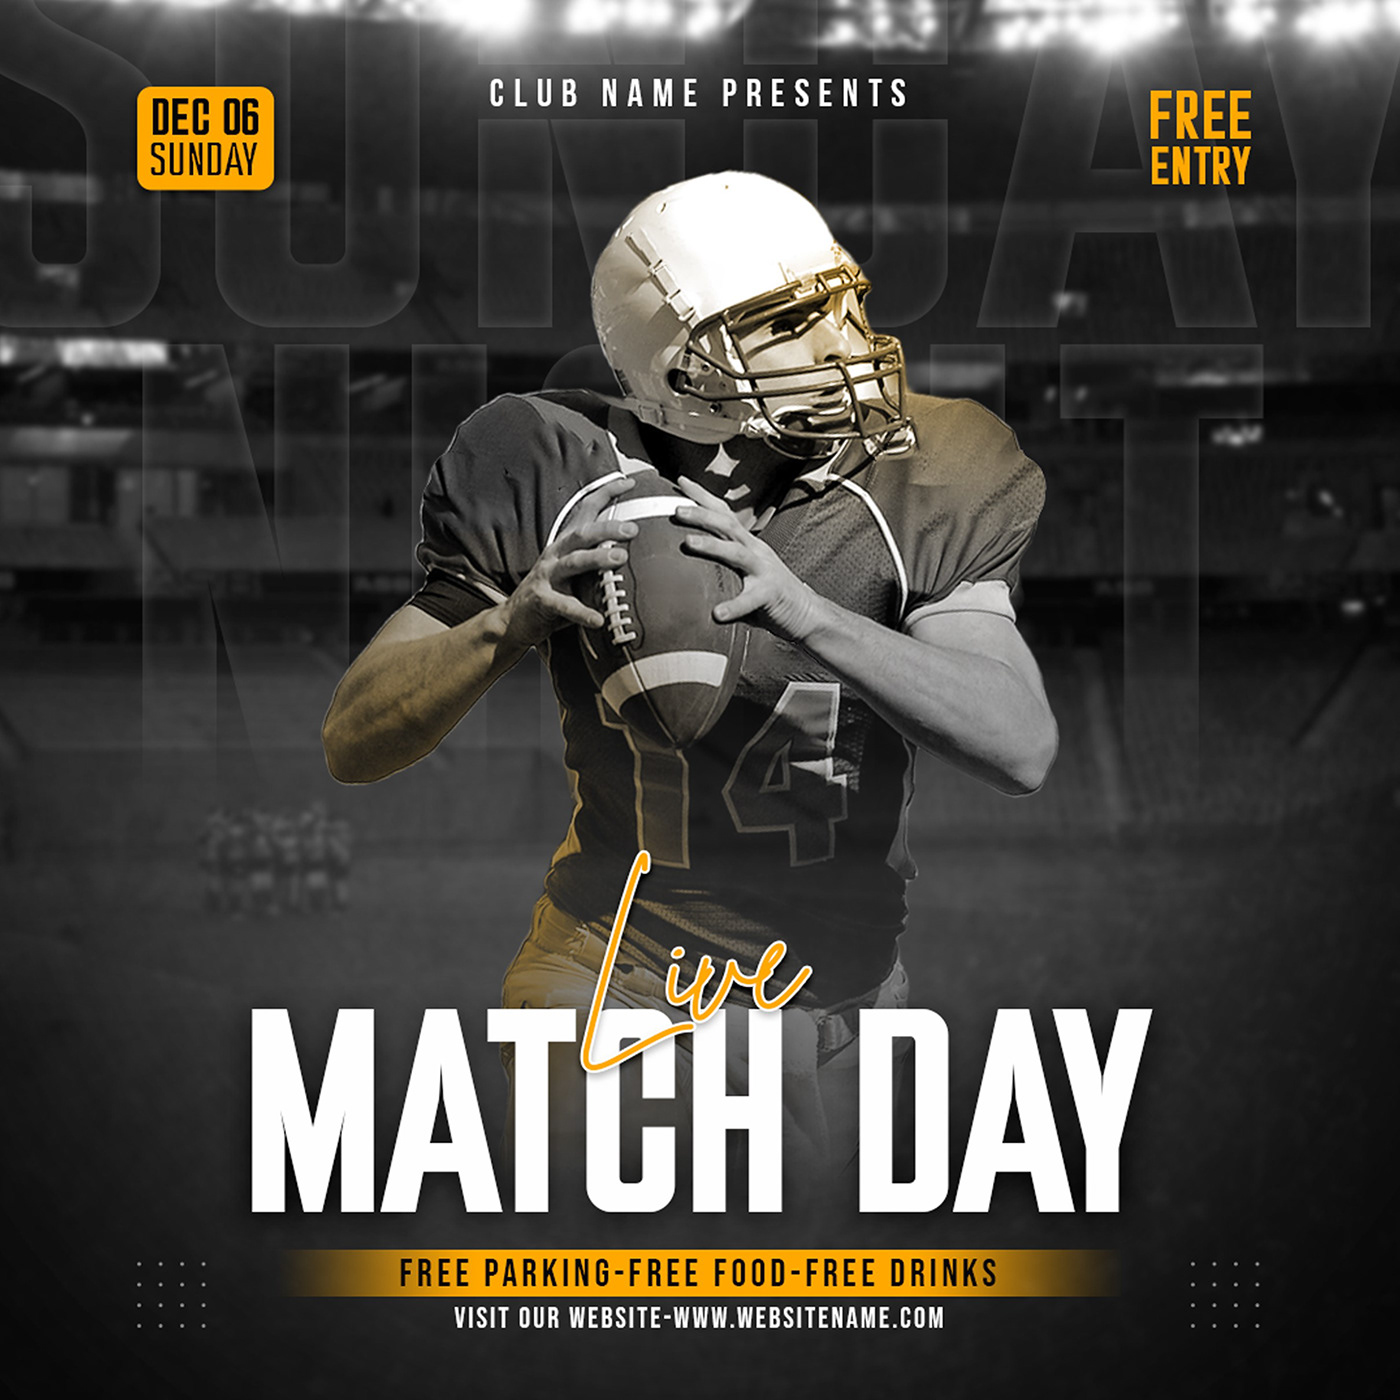 SUNDAY
NIGHT
CLUB NAME PRESENTS
DEC 06
SUNDAY
FREE
ENTRY
14
Live
MATCH DAY
FREE PARKING-FREE FOOD-FREE DRINKS
VISIT OUR WEBSITE-WWW.WEBSITENAME.COM